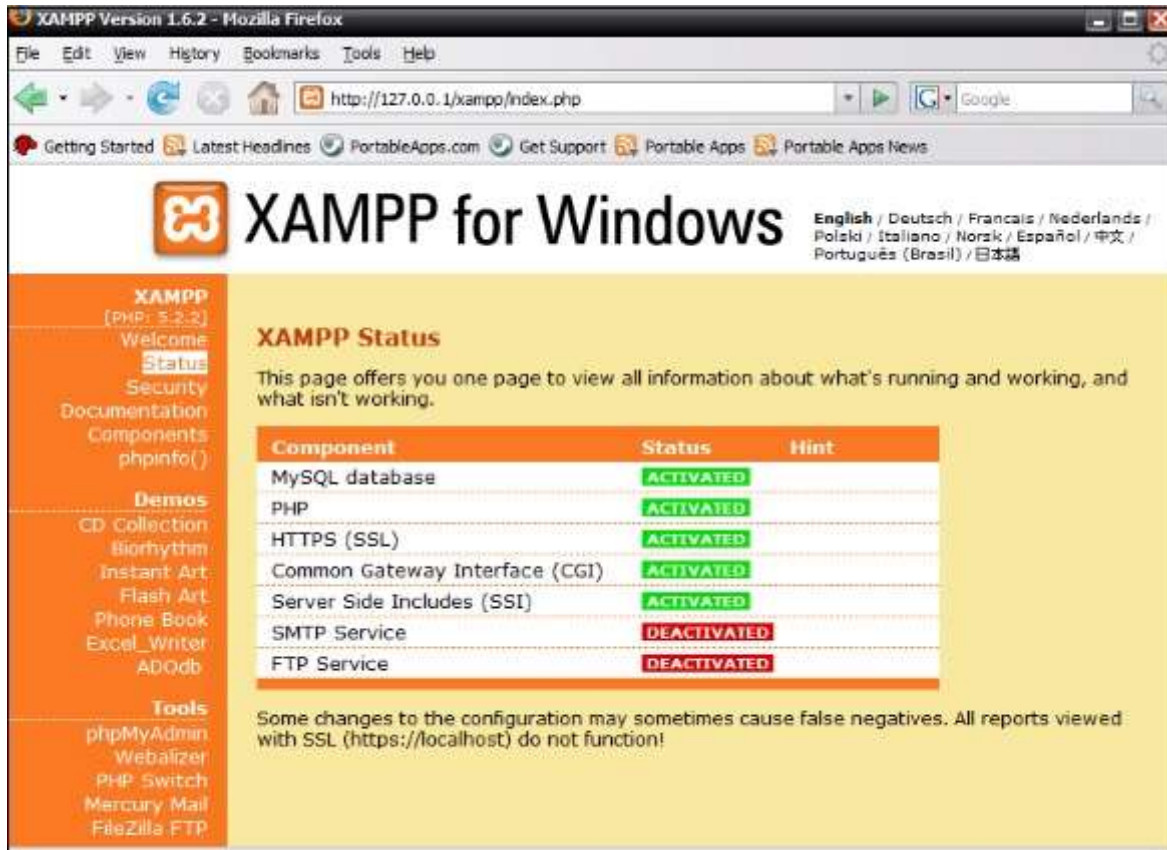 XAMPP Version 1.6.2 - Mozilla Firefox
File Edit View History Bookmarks Tools Help
http://127.0.0.1/xampp/index.php
G Google
Getting Started Latest Headlines PortableApps.com Get Support Portable Apps Portable Apps News
XAMPP for Windows
English / Deutsch / Francais / Nederlands /
Polski / Italiano / Norsk / Español / 中文 /
Português (Brasil) / 日本語
XAMPP
[PHP: 5.2.2]
Welcome
Status
Security
Documentation
Components
phpinfo()
Demos
CD Collection
Biorhythm
Instant Art
Flash Art
Phone Book
Excel_Writer
ADOdb
Tools
phpMyAdmin
Webalizer
PHP Switch
Mercury Mail
FileZilla FTP
XAMPP Status
This page offers you one page to view all information about what's running and working, and
what isn't working.
Component Status Hint
MySQL database ACTIVATED
PHP ACTIVATED
HTTPS (SSL) ACTIVATED
Common Gateway Interface (CGI) ACTIVATED
Server Side Includes (SSI) ACTIVATED
SMTP Service DEACTIVATED
FTP Service DEACTIVATED
Some changes to the configuration may sometimes cause false negatives. All reports viewed
with SSL (https://localhost) do not function!